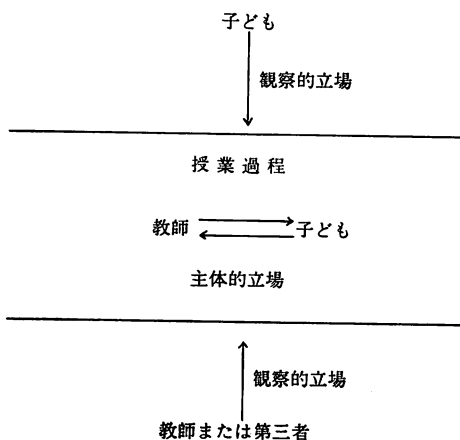 子ども
観察的立場
授業過程
教師 子ども
主体的立場
観察的立場
教師または第三者